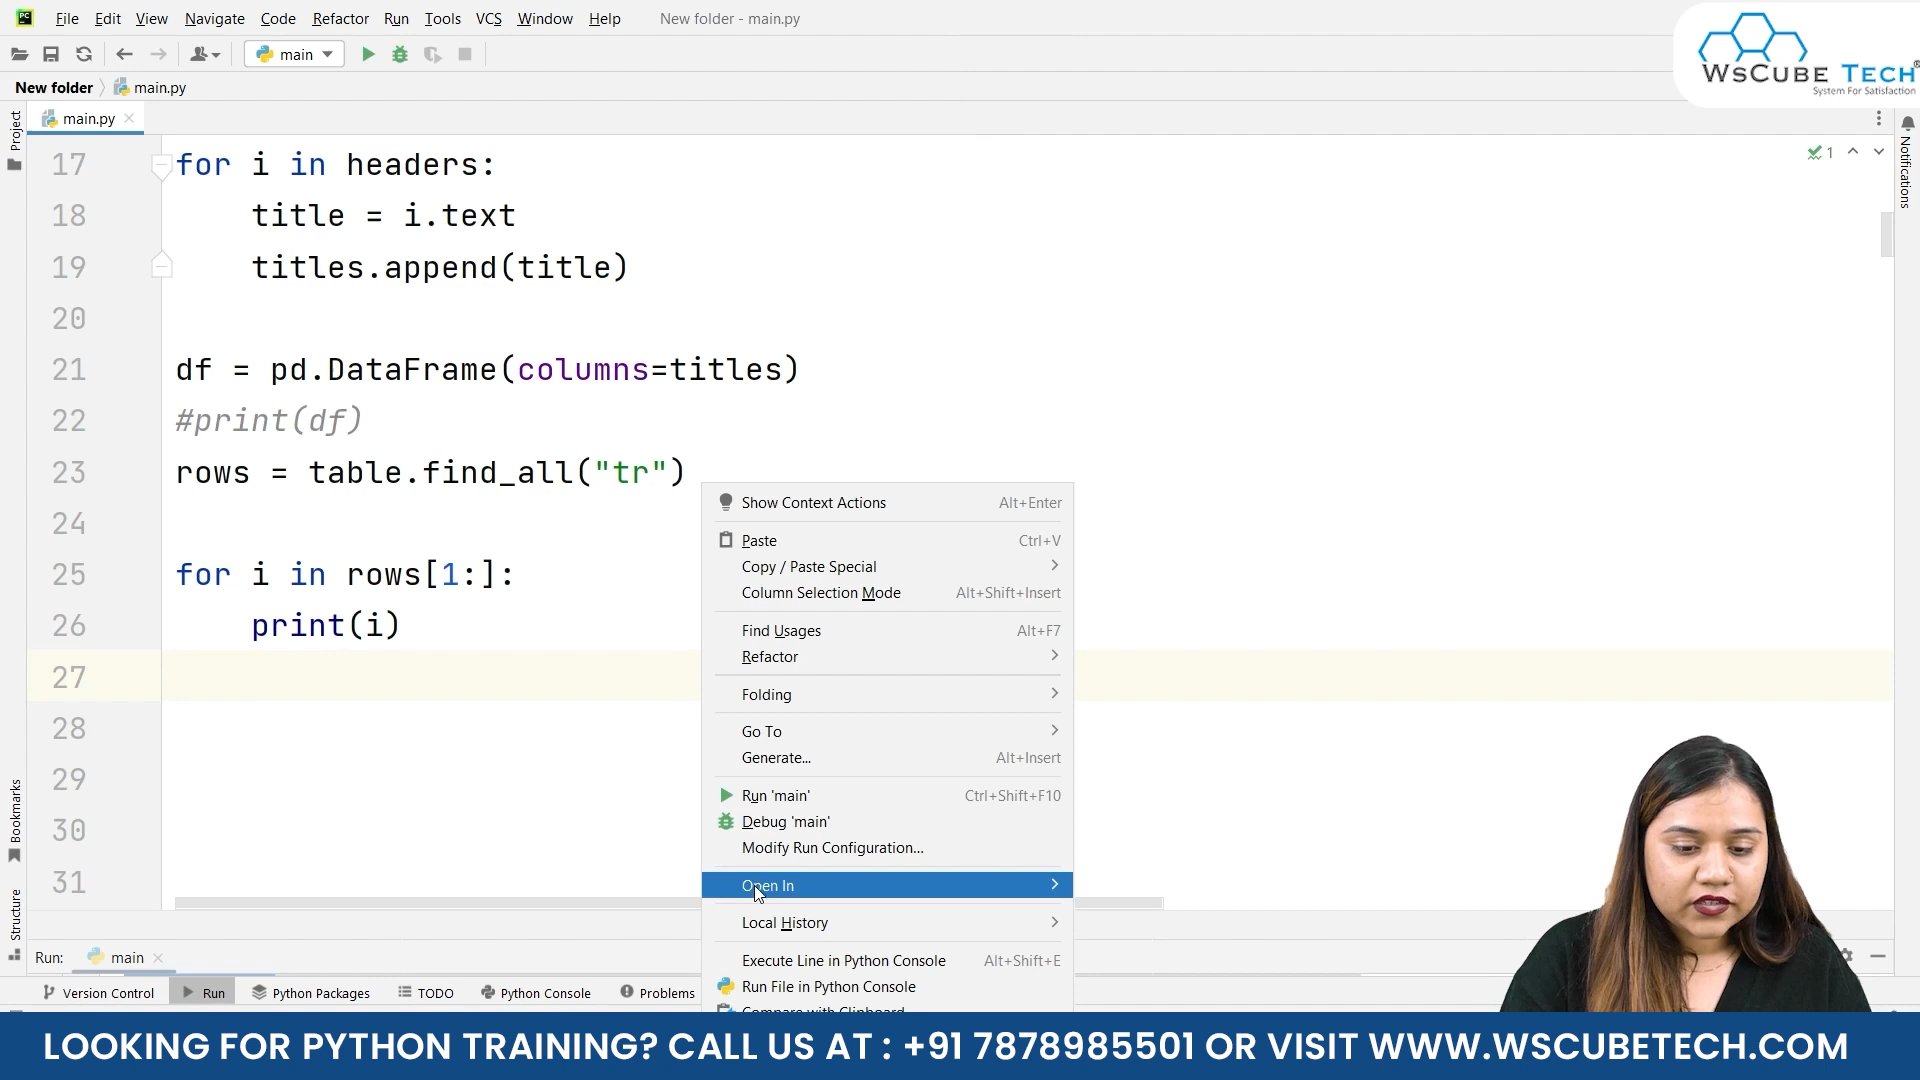 File Edit View Navigate Code Refactor Run Tools VCS Window Help New folder - main.py
main
WSCUBE TECH®
System For Satisfaction
New folder main.py
Project
main.py
1
Notifications
17 for i in headers:
18 title = i.text
19 titles.append(title)
20
21 df = pd.DataFrame(columns=titles)
22 #print(df)
23 rows = table.find_all("tr")
24
25 for i in rows[1:]:
26 print(i)
27
28
29
30
31
Show Context Actions Alt+Enter
Paste Ctrl+V
Copy / Paste Special
Column Selection Mode Alt+Shift+Insert
Find Usages Alt+F7
Refactor
Folding
Go To
Generate... Alt+Insert
Run 'main' Ctrl+Shift+F10
Debug 'main'
Modify Run Configuration...
Open In
Local History
Execute Line in Python Console Alt+Shift+E
Run File in Python Console
Compare with Clipboard
Bookmarks
Structure
Run: main
Version Control Run Python Packages TODO Python Console Problems
LOOKING FOR PYTHON TRAINING? CALL US AT : +91 7878985501 OR VISIT WWW.WSCUBETECH.COM